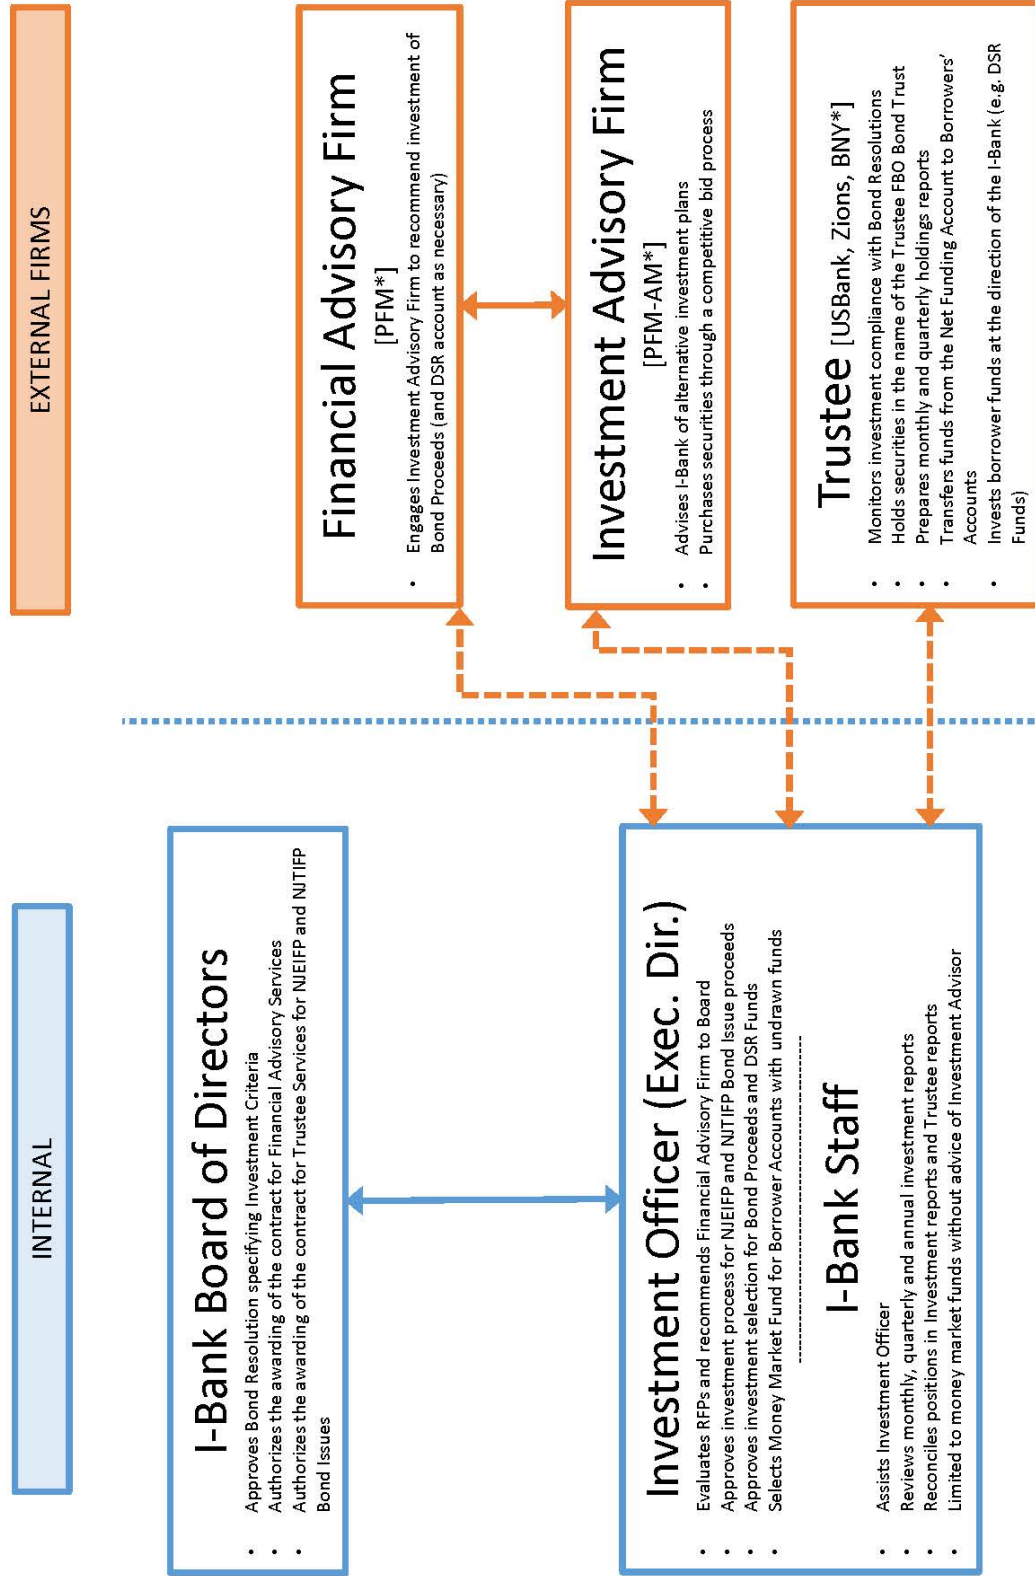 INTERNAL
EXTERNAL FIRMS
I-Bank Board of Directors
• Approves Bond Resolution specifying Investment Criteria
• Authorizes the awarding of the contract for Financial Advisory Services
• Authorizes the awarding of the contract for Trustee Services for NJEIFP and NJTIFP
Bond Issues
Investment Officer (Exec. Dir.)
• Evaluates RFPs and recommends Financial Advisory Firm to Board
• Approves investment process for NJEIFP and NJTIFP Bond Issue proceeds
• Approves investment selection for Bond Proceeds and DSR Funds
• Selects Money Market Fund for Borrower Accounts with undrawn funds
I-Bank Staff
• Assists Investment Officer
• Reviews monthly, quarterly and annual investment reports
• Reconciles positions in Investment reports and Trustee reports
• Limited to money market funds without advice of Investment Advisor
Financial Advisory Firm
[PFM*]
• Engages Investment Advisory Firm to recommend investment of
Bond Proceeds (and DSR account as necessary)
Investment Advisory Firm
[PFM-AM*]
• Advises I-Bank of alternative investment plans
• Purchases securities through a competitive bid process
Trustee [USBank, Zions, BNY*]
• Monitors investment compliance with Bond Resolutions
• Holds securities in the name of the Trustee FBO Bond Trust
• Prepares monthly and quarterly holdings reports
• Transfers funds from the Net Funding Account to Borrowers’
Accounts
• Invests borrower funds at the direction of the I-Bank (e.g. DSR
Funds)